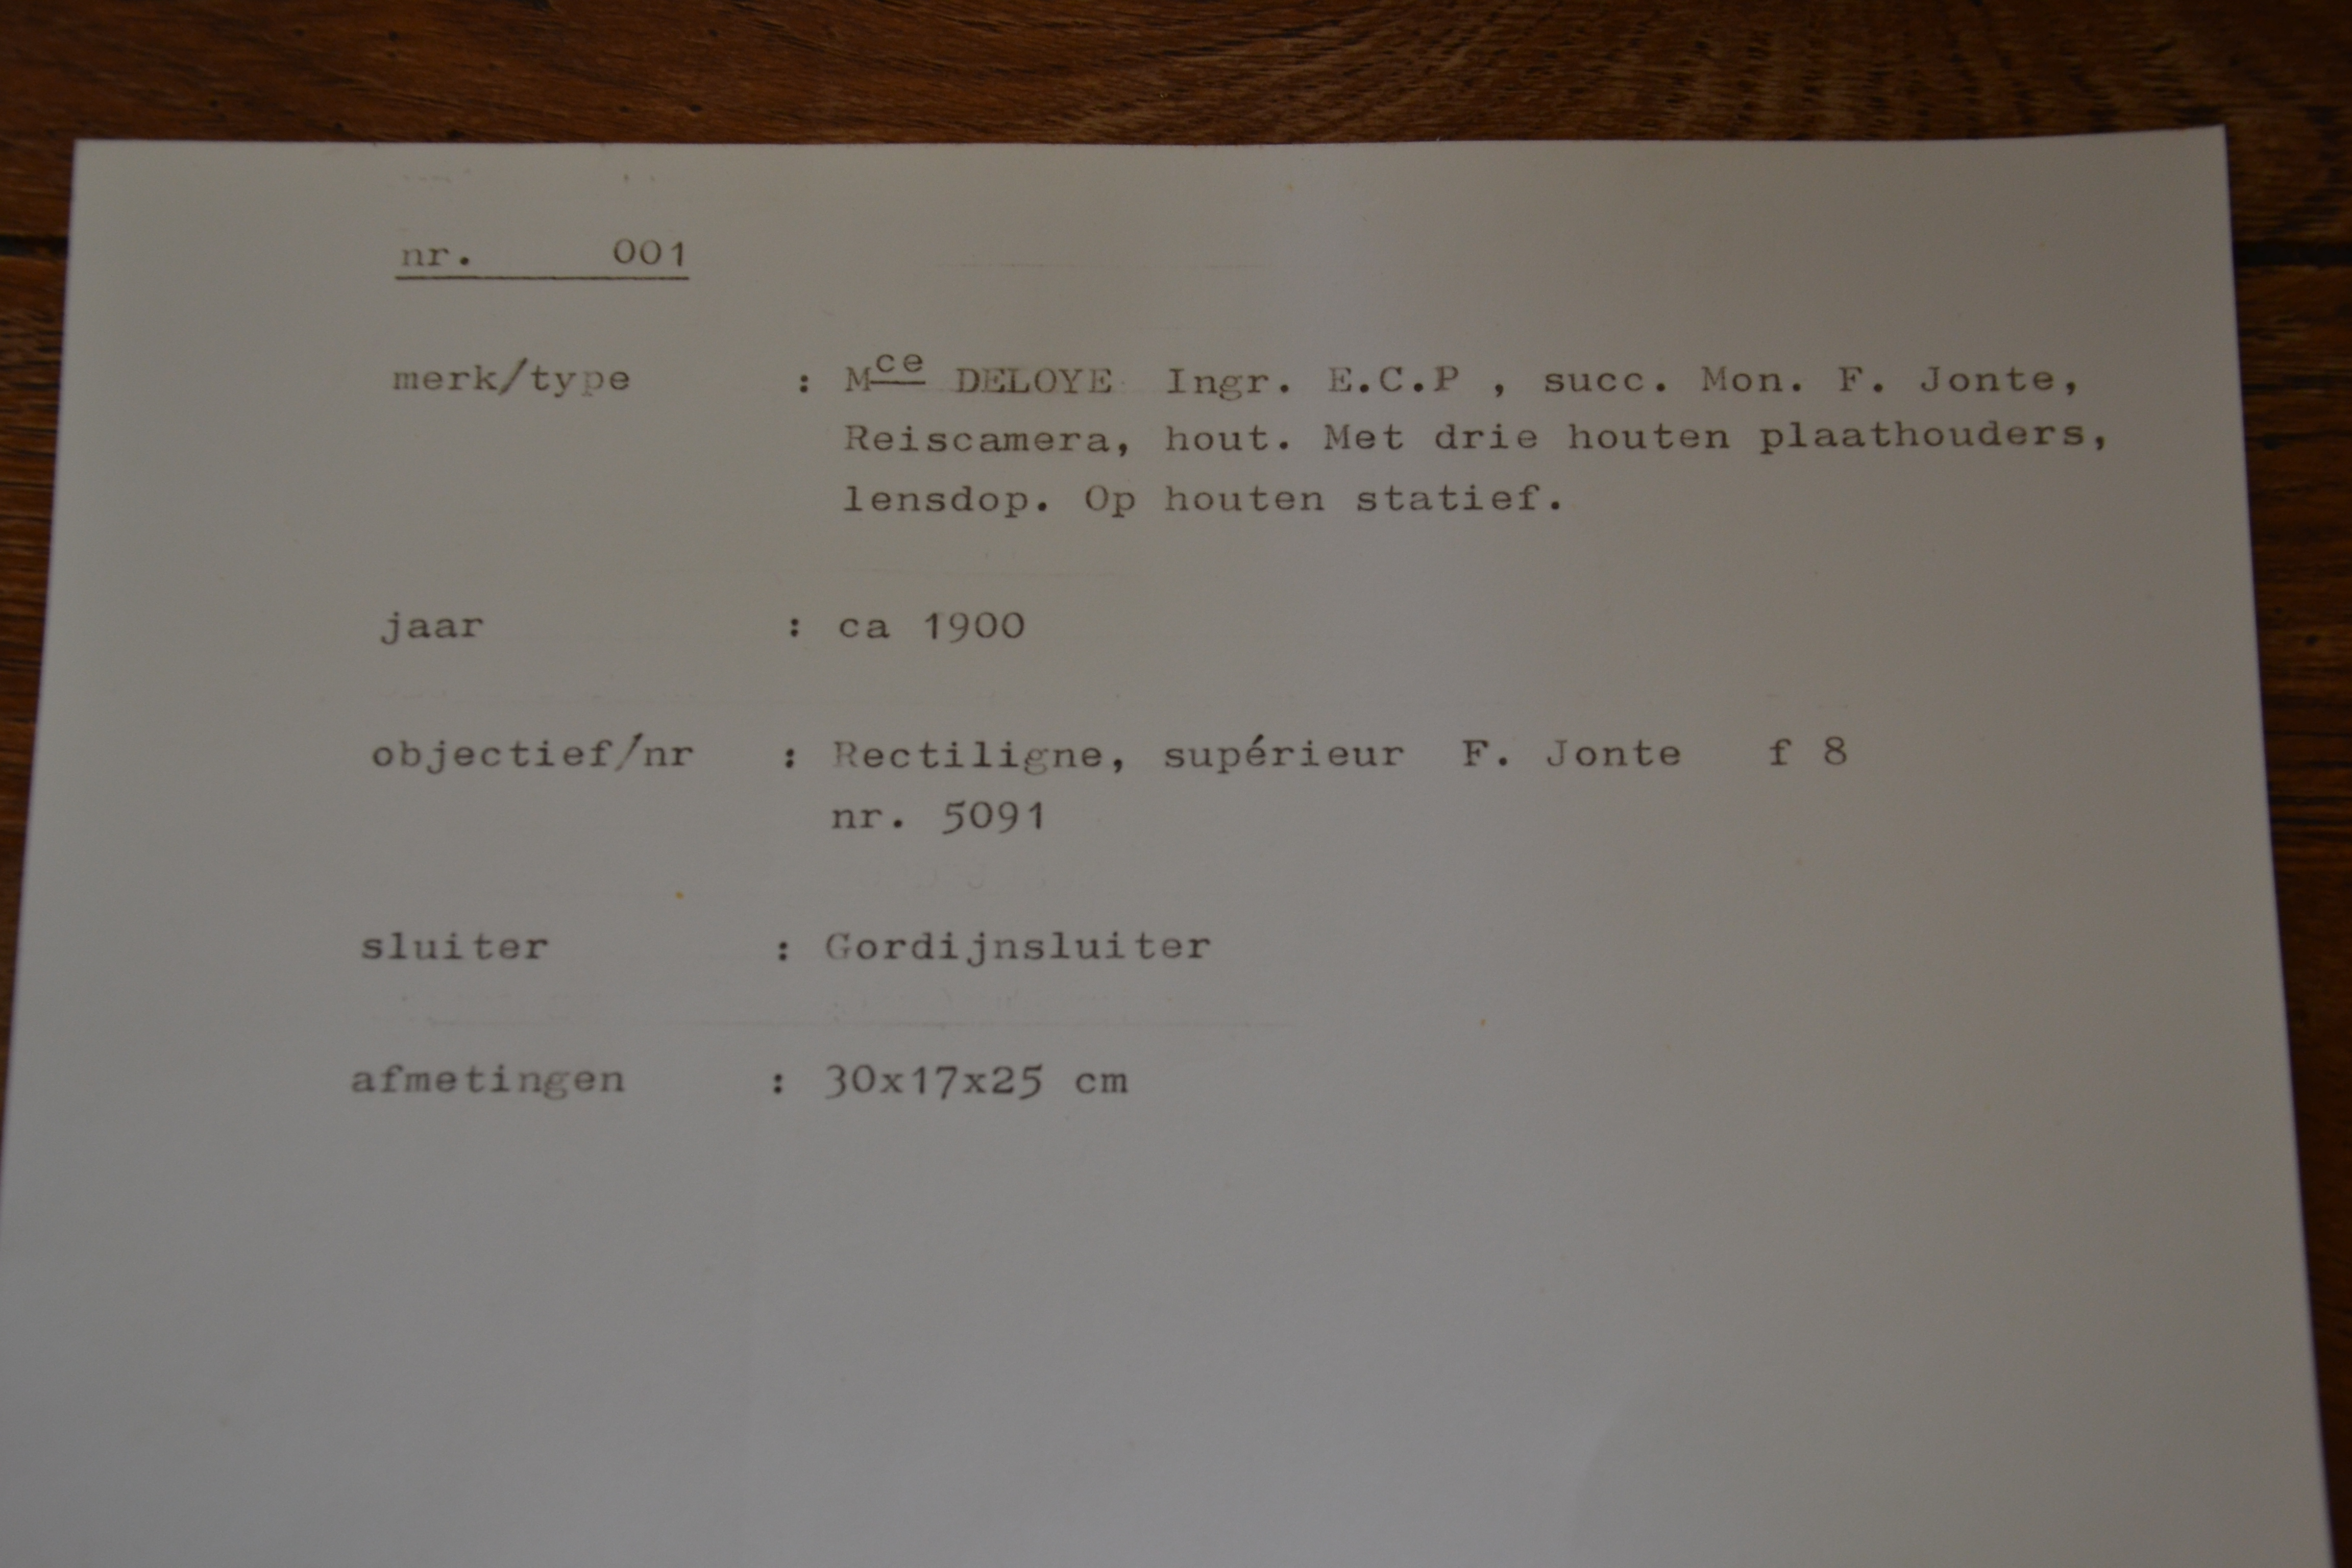 nr. 001
merk/type : Mce DELOYE Ingr. E.C.P , succ. Mon. F. Jonte,
Reiscamera, hout. Met drie houten plaathouders,
lensdop. Op houten statief.
jaar : ca 1900
objectief/nr : Rectiligne, supérieur F. Jonte f 8
nr. 5091
sluiter : Gordijnsluiter
afmetingen : 30x17x25 cm